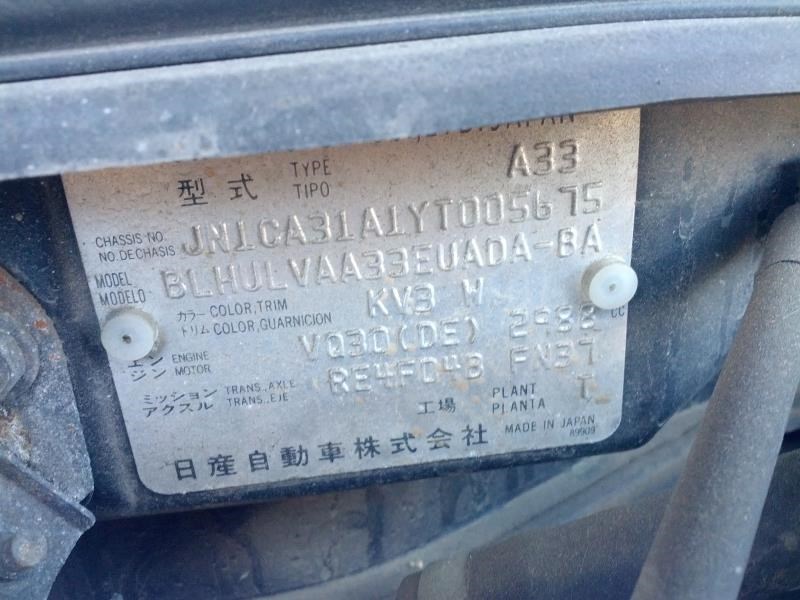 JAPAN
型式 TYPE TIPO A33
CHASSIS NO. NO.DE CHASIS JN1CA31A1YT005675
MODEL MODELO BLHULVAA33EUADA-BA
カラー COLOR,TRIM トリム COLOR,GUARNICION KV3 W
エンジン ENGINE MOTOR VQ30(DE) 2988 CC
ミッション TRANS.,AXLE アクスル TRANS.,EJE RE4F04B FN37
工場 PLANT PLANTA T
日産自動車株式会社 MADE IN JAPAN
89909